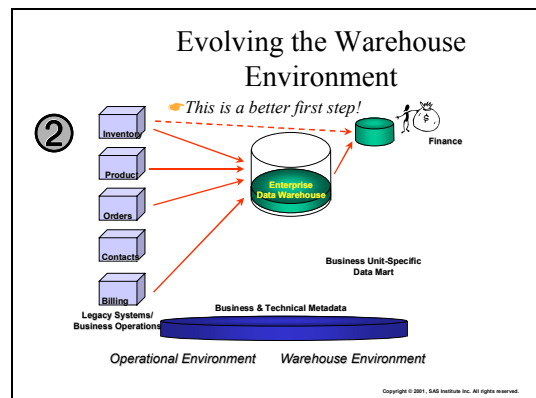 Evolving the Warehouse
Environment
☛This is a better first step!
2
Inventory
$
Finance
Product
Enterprise
Data Warehouse
Orders
Contacts
Business Unit-Specific
Data Mart
Billing
Legacy Systems/
Business Operations
Business & Technical Metadata
Operational Environment
Warehouse Environment
Copyright © 2001 , SAS Institute Inc. All rights reserved.